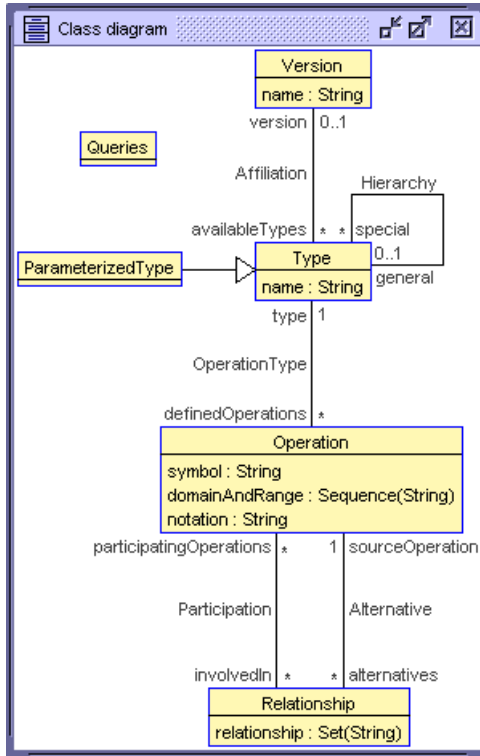 Class diagram
Version
name : String
version 0..1
Queries
Affiliation
Hierarchy
availableTypes * * special
ParameterizedType
Type
0..1
name : String
general
type 1
OperationType
definedOperations *
Operation
symbol : String
domainAndRange : Sequence(String)
notation : String
participatingOperations * 1 sourceOperation
Participation Alternative
involvedIn * * alternatives
Relationship
relationship : Set(String)